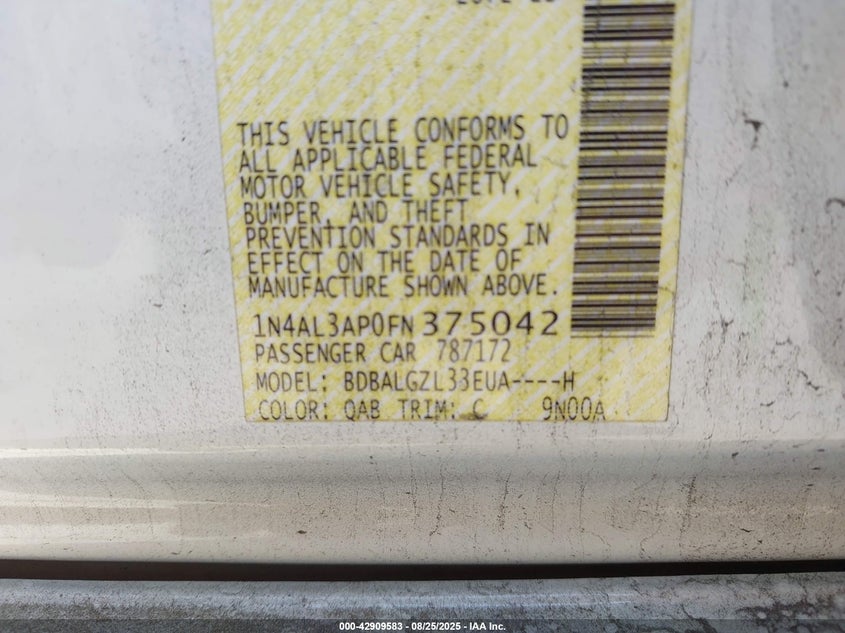 THIS VEHICLE CONFORMS TO
ALL APPLICABLE FEDERAL
MOTOR VEHICLE SAFETY,
BUMPER, AND THEFT
PREVENTION STANDARDS IN
EFFECT ON THE DATE OF
MANUFACTURE SHOWN ABOVE.
1N4AL3AP0FN375042
PASSENGER CAR 787172
MODEL: BDBALGZL33EUA----H
COLOR: QAB TRIM: C 9N00A
000-42909583 - 08/25/2025 - IAA Inc.